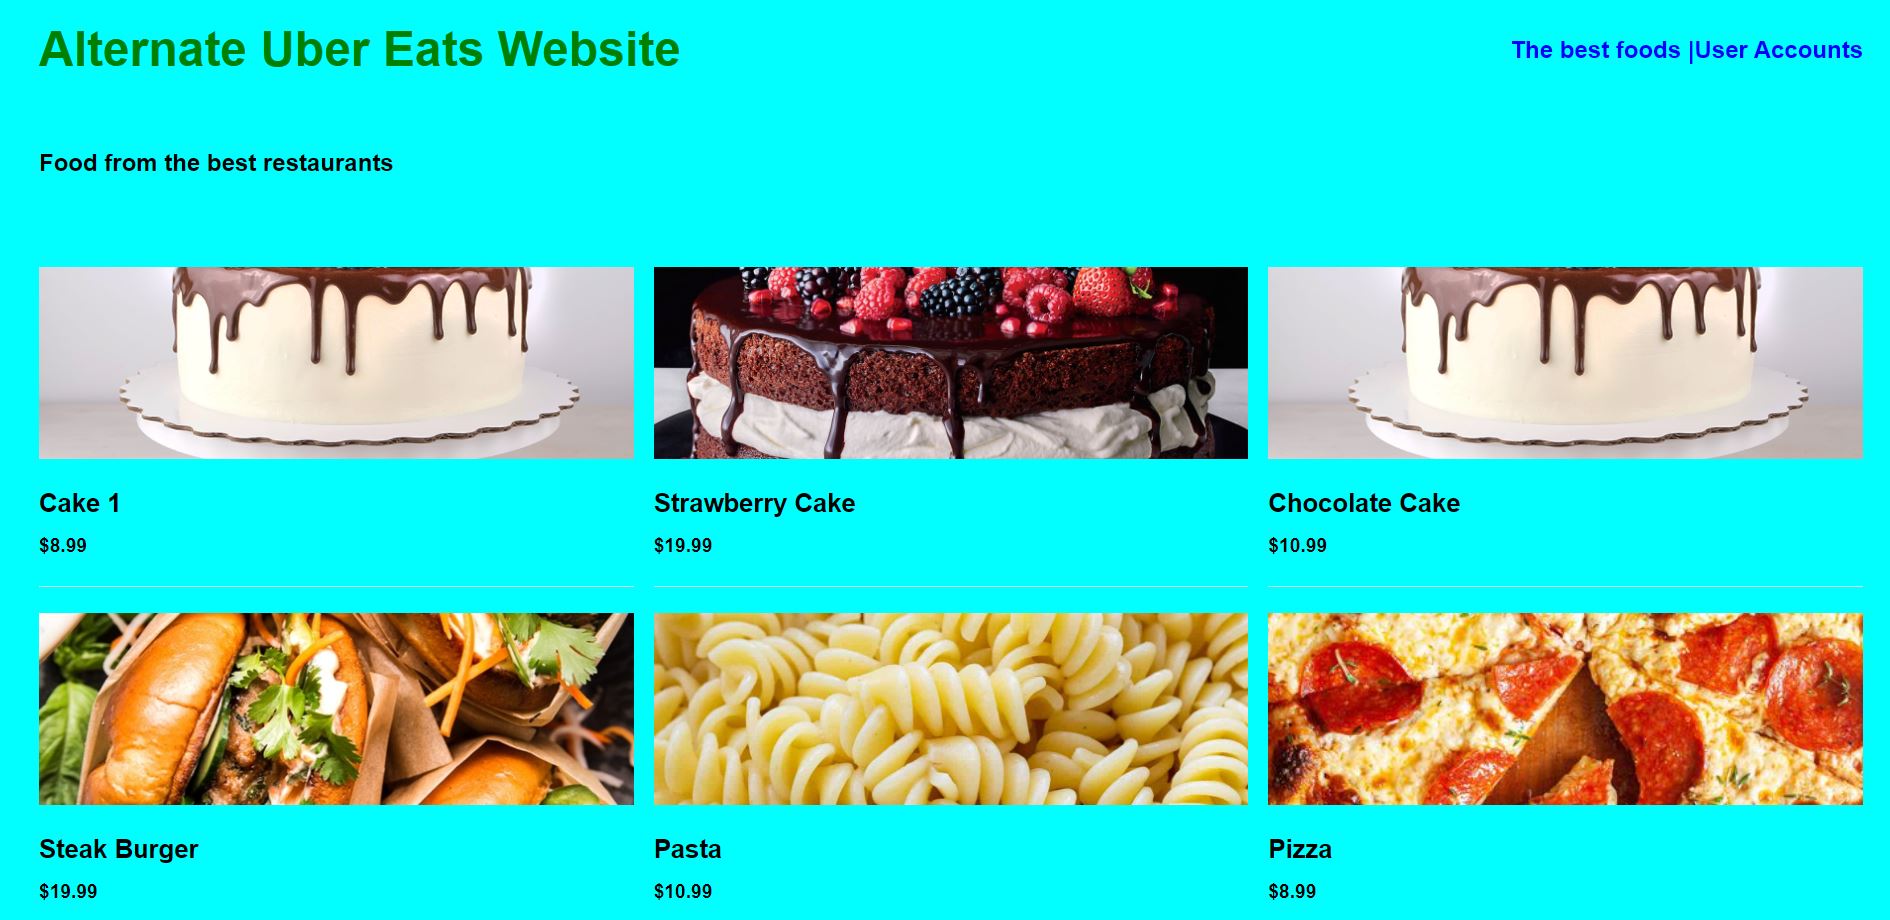 Alternate Uber Eats Website
The best foods |User Accounts
Food from the best restaurants
Cake 1
$8.99
Strawberry Cake
$19.99
Chocolate Cake
$10.99
Steak Burger
$19.99
Pasta
$10.99
Pizza
$8.99